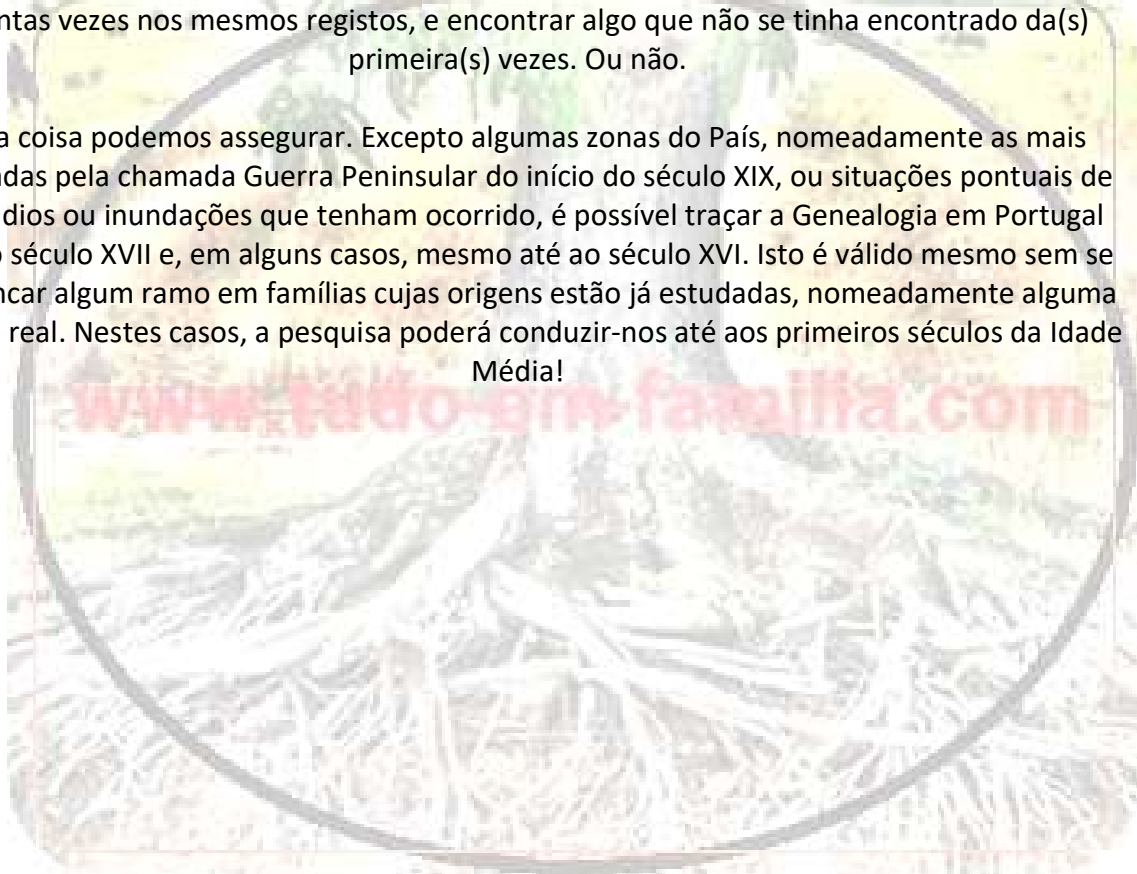 ntas vezes nos mesmos registos, e encontrar algo que não se tinha encontrado da(s)
primeira(s) vezes. Ou não.
a coisa podemos assegurar. Excepto algumas zonas do País, nomeadamente as mais
adas pela chamada Guerra Peninsular do início do século XIX, ou situações pontuais de
dios ou inundações que tenham ocorrido, é possível traçar a Genealogia em Portugal
o século XVII e, em alguns casos, mesmo até ao século XVI. Isto é válido mesmo sem se
ncar algum ramo em famílias cujas origens estão já estudadas, nomeadamente alguma
real. Nestes casos, a pesquisa poderá conduzir-nos até aos primeiros séculos da Idade
Média!
www.tudo-em-familia.com